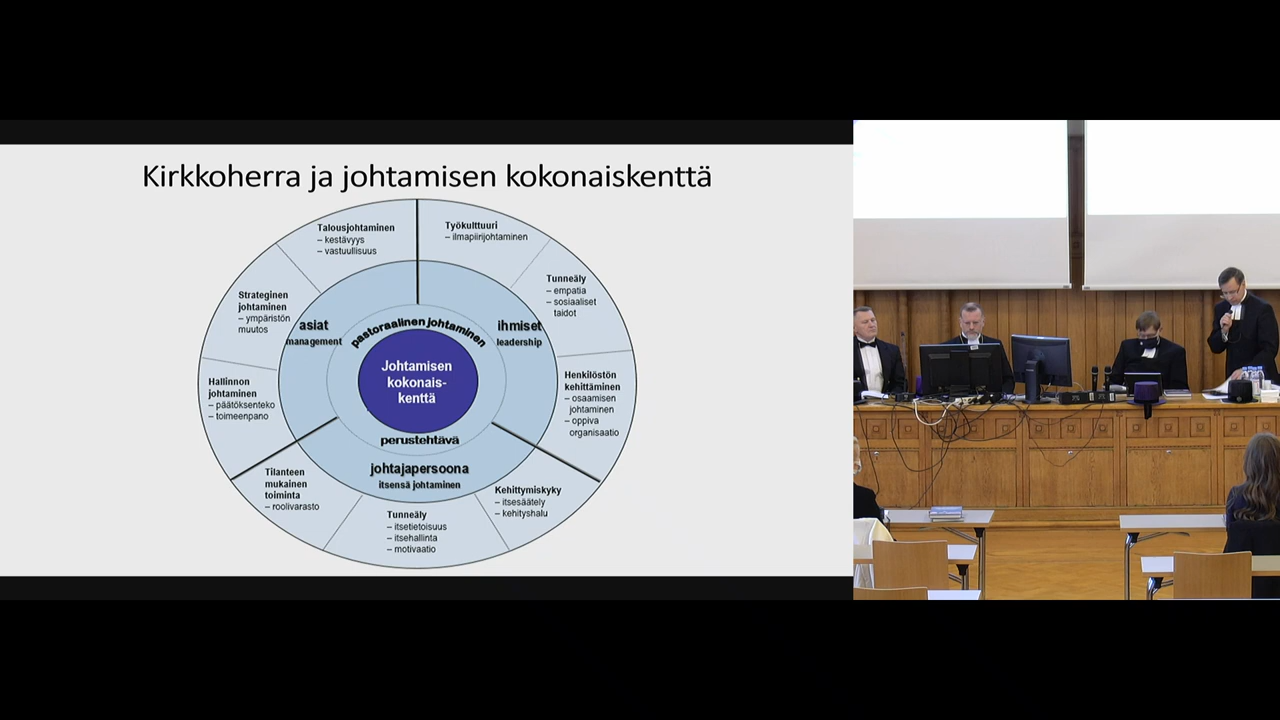 Kirkkoherra ja johtamisen kokonaiskenttä
Talousjohtaminen
– kestävyys
– vastuullisuus
Työkulttuuri
– ilmapiirijohtaminen
Tunneäly
– empatia
– sosiaaliset
taidot
Strateginen
johtaminen
– ympäristön
muutos
asiat
management
pastoraalinen johtaminen
ihmiset
leadership
Johtamisen
kokonais-
kenttä
Hallinnon
johtaminen
– päätöksenteko
– toimeenpano
Henkilöstön
kehittäminen
– osaamisen
johtaminen
– oppiva
organisaatio
perustehtävä
johtajapersoona
itsensä johtaminen
Tilanteen
mukainen
toiminta
– roolivarasto
Tunneäly
– itsetietoisuus
– itsehallinta
– motivaatio
Kehittymiskyky
– itsesäätely
– kehityshalu